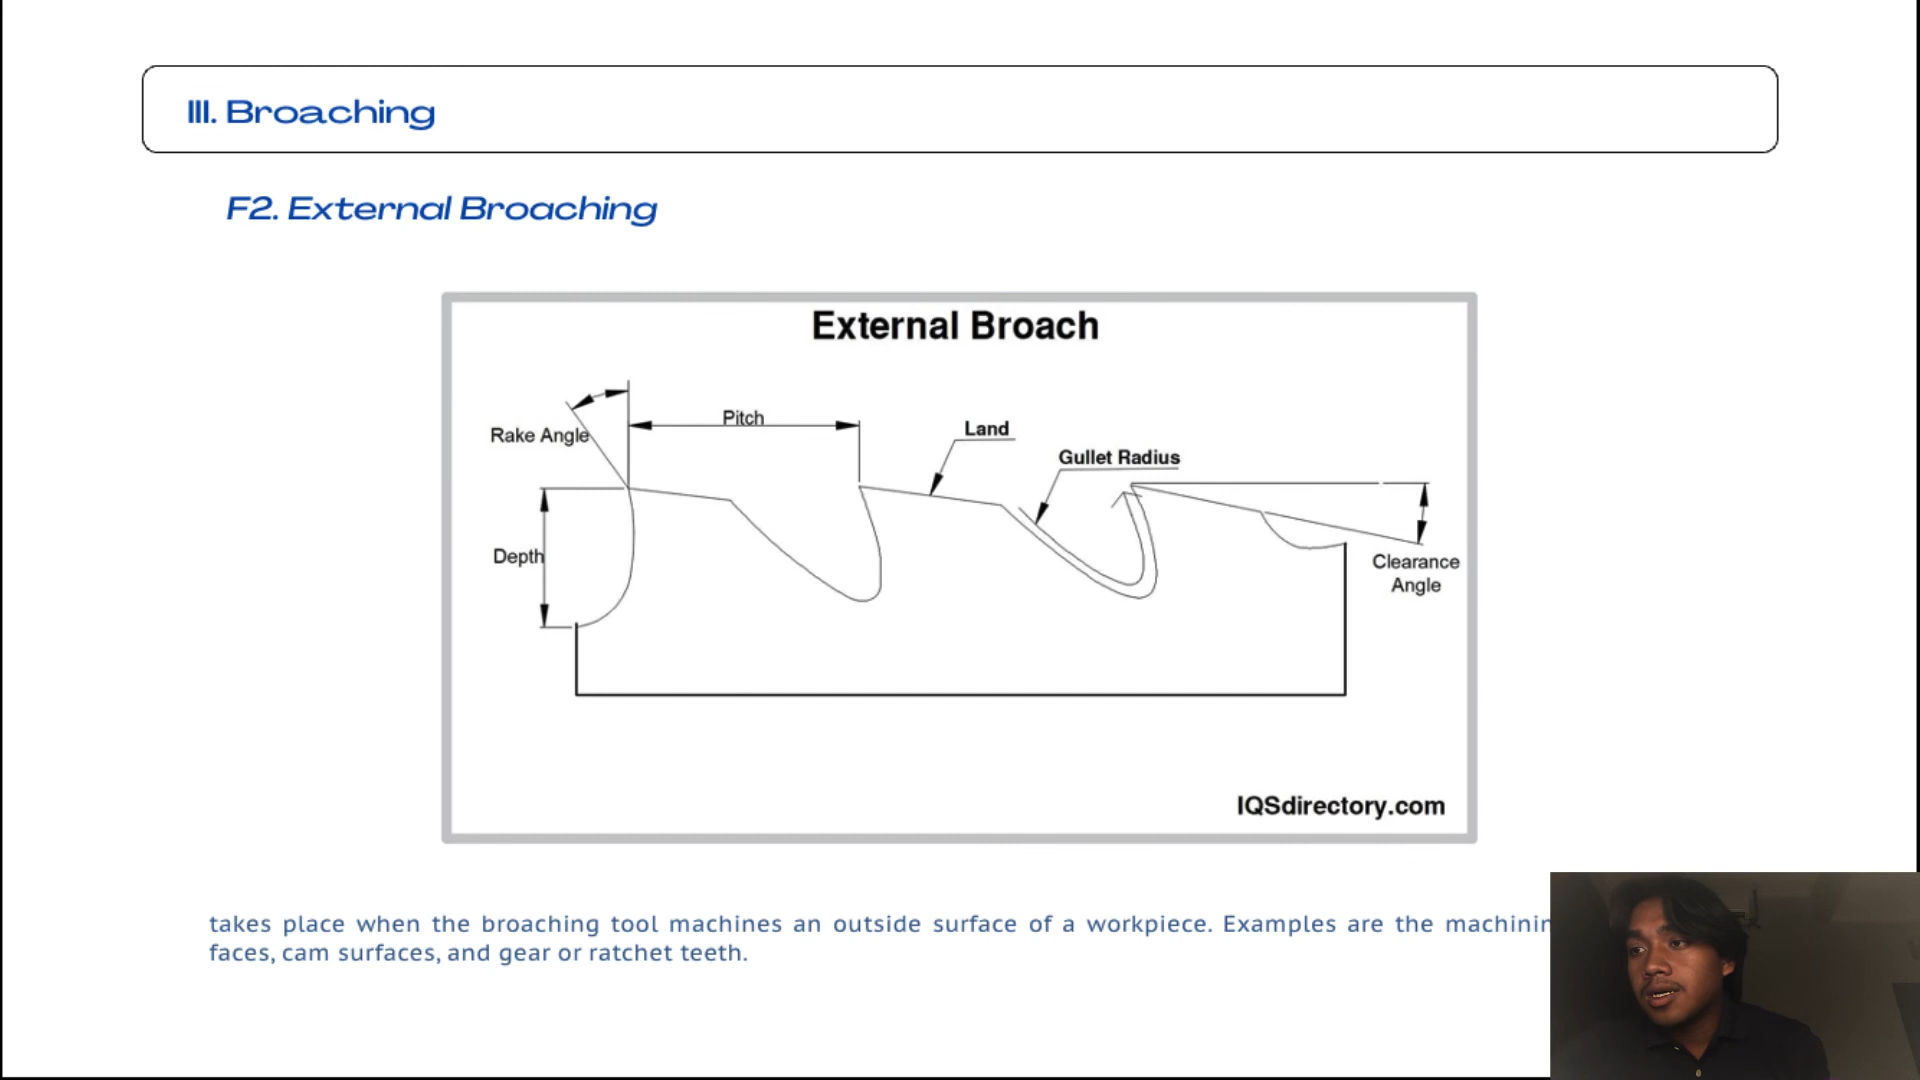 III. Broaching
F2. External Broaching
External Broach
Rake Angle
Pitch
Land
Gullet Radius
Depth
Clearance
Angle
IQSdirectory.com
takes place when the broaching tool machines an outside surface of a workpiece. Examples are the
faces, cam surfaces, and gear or ratchet teeth.